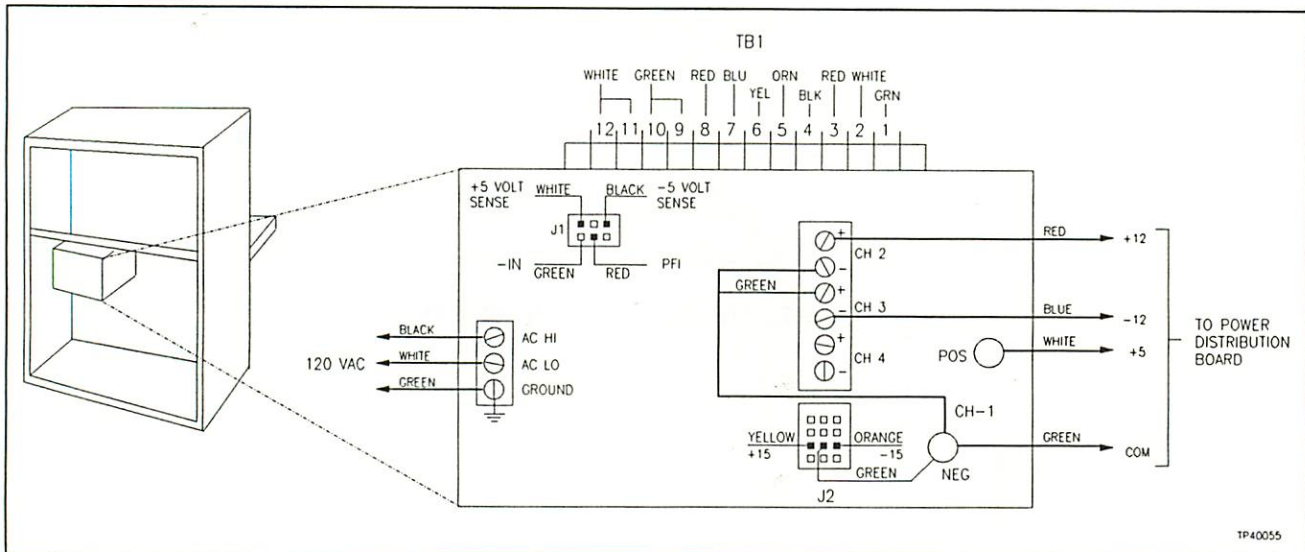 TB1
WHITE GREEN RED BLU ORN RED WHITE
YEL BLK GRN
12 11 10 9 8 7 6 5 4 3 2 1
+5 VOLT SENSE WHITE BLACK -5 VOLT SENSE
J1
-IN GREEN RED PFI
+ CH 2 -
RED +12
GREEN
+ CH 3 -
BLUE -12
+ CH 4 -
POS WHITE +5
TO POWER
DISTRIBUTION
BOARD
120 VAC
BLACK AC HI
WHITE AC LO
GREEN GROUND
CH-1
YELLOW ORANGE
+15 -15
GREEN
J2
NEG
GREEN COM
TP40055